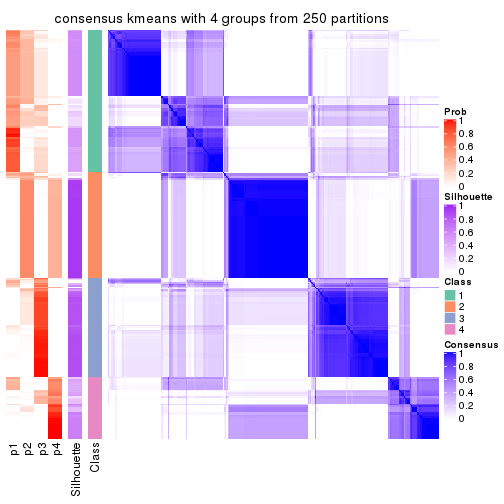 consensus kmeans with 4 groups from 250 partitions
Prob
1
0.8
0.6
0.4
0.2
0
Silhouette
1
0.8
0.6
0.4
0.2
0
Class
1
2
3
4
Consensus
1
0.8
0.6
0.4
0.2
0
p1
p2
p3
p4
Silhouette
Class